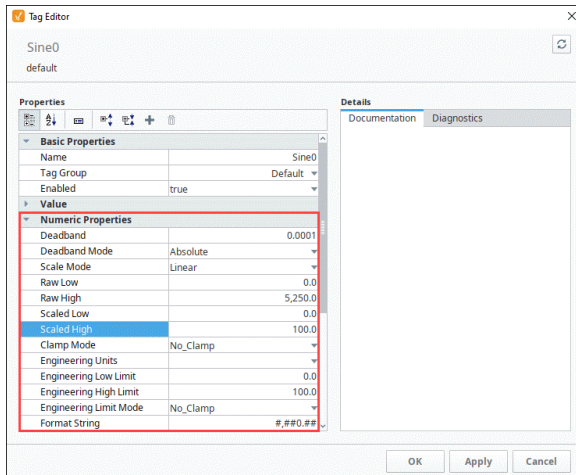 Tag Editor
Sine0
default
Properties
Basic Properties
Name Sine0
Tag Group Default
Enabled true
Value
Numeric Properties
Deadband 0.0001
Deadband Mode Absolute
Scale Mode Linear
Raw Low 0.0
Raw High 5,250.0
Scaled Low 0.0
Scaled High 100.0
Clamp Mode No_Clamp
Engineering Units
Engineering Low Limit 0.0
Engineering High Limit 100.0
Engineering Limit Mode No_Clamp
Format String #,##0.##
Details
Documentation Diagnostics
OK Apply Cancel